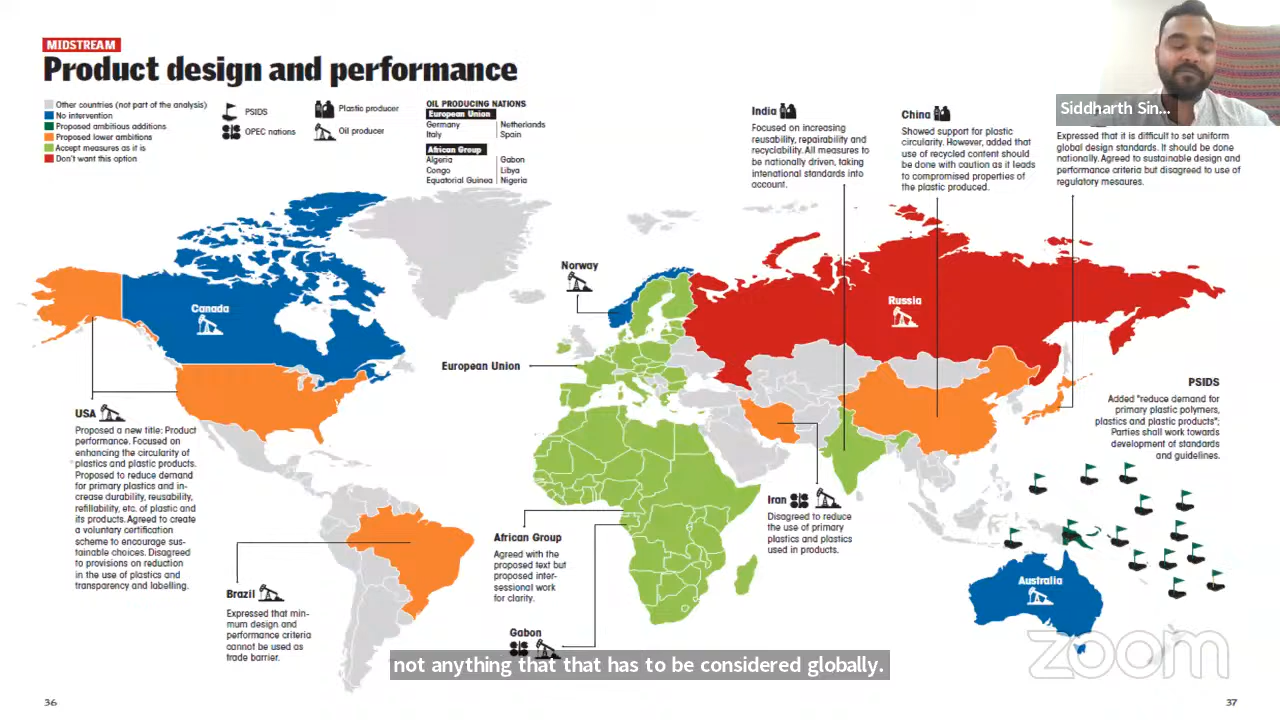 MIDSTREAM
Product design and performance
Other countries (not part of the analysis)
No intervention
Proposed ambitious additions
Proposed lower ambitions
Accept measures as it is
Don't want this option
PSIDS
OPEC nations
Plastic producer
Oil producer
OIL PRODUCING NATIONS
European Union
Germany
Italy
Netherlands
Spain
African Group
Algeria
Congo
Equatorial Guinea
Gabon
Libya
Nigeria
India
Focused on increasing
reusability, repairability and
recyclability. All measures to
be nationally driven, taking
intenational standards into
account.
China
Showed support for plastic
circularity. However, added that
use of recycled content should
be done with caution as it leads
to compromised properties of
the plastic produced.
Siddharth Sin...
Expressed that it is difficult to set uniform
global design standards. It should be done
nationally. Agreed to sustainable design and
performance criteria but disagreed to use of
regulatory measures.
Norway
Canada
Russia
European Union
PSIDS
Added "reduce demand for
primary plastic polymers,
plastics and plastic products";
Parties shall work towards
development of standards
and guidelines.
USA
Proposed a new title: Product
performance. Focused on
enhancing the circularity of
plastics and plastic products.
Proposed to reduce demand
for primary plastics and in-
crease durability, reusability,
refillability, etc. of plastic and
its products. Agreed to create
a voluntary certification
scheme to encourage sus-
tainable choices. Disagreed
to provisions on reduction
in the use of plastics and
transparency and labelling.
Iran
Disagreed to reduce
the use of primary
plastics and plastics
used in products.
African Group
Agreed with the
proposed text but
proposed inter-
sessional work
for clarity.
Brazil
Expressed that min-
mum design and
performance criteria
cannot be used as
trade barrier.
Australia
Gabon
zoom
not anything that that has to be considered globally.
36
37